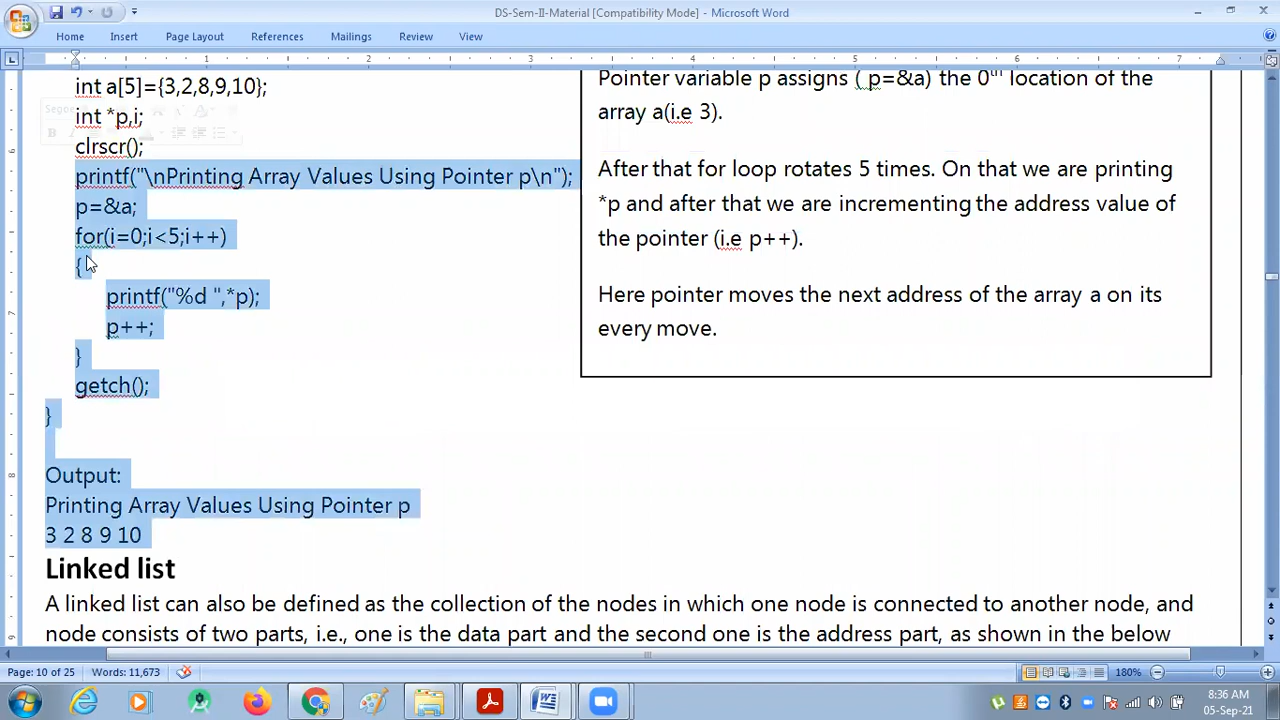 DS-Sem-II-Material [Compatibility Mode] - Microsoft Word
Home Insert Page Layout References Mailings Review View
1 2 3 4 5 6 7
int a[5]={3,2,8,9,10};
int *p,i;
clrscr();
printf("\nPrinting Array Values Using Pointer p\n");
p=&a;
for(i=0;i<5;i++)
{
printf("%d ",*p);
p++;
}
getch();
}
Output:
Printing Array Values Using Pointer p
3 2 8 9 10
Pointer variable p assigns ( p=&a) the 0th location of the
array a(i.e 3).
After that for loop rotates 5 times. On that we are printing
*p and after that we are incrementing the address value of
the pointer (i.e p++).
Here pointer moves the next address of the array a on its
every move.
Linked list
A linked list can also be defined as the collection of the nodes in which one node is connected to another node, and
node consists of two parts, i.e., one is the data part and the second one is the address part, as shown in the below
Page: 10 of 25 Words: 11,673 180%
8:36 AM
05-Sep-21